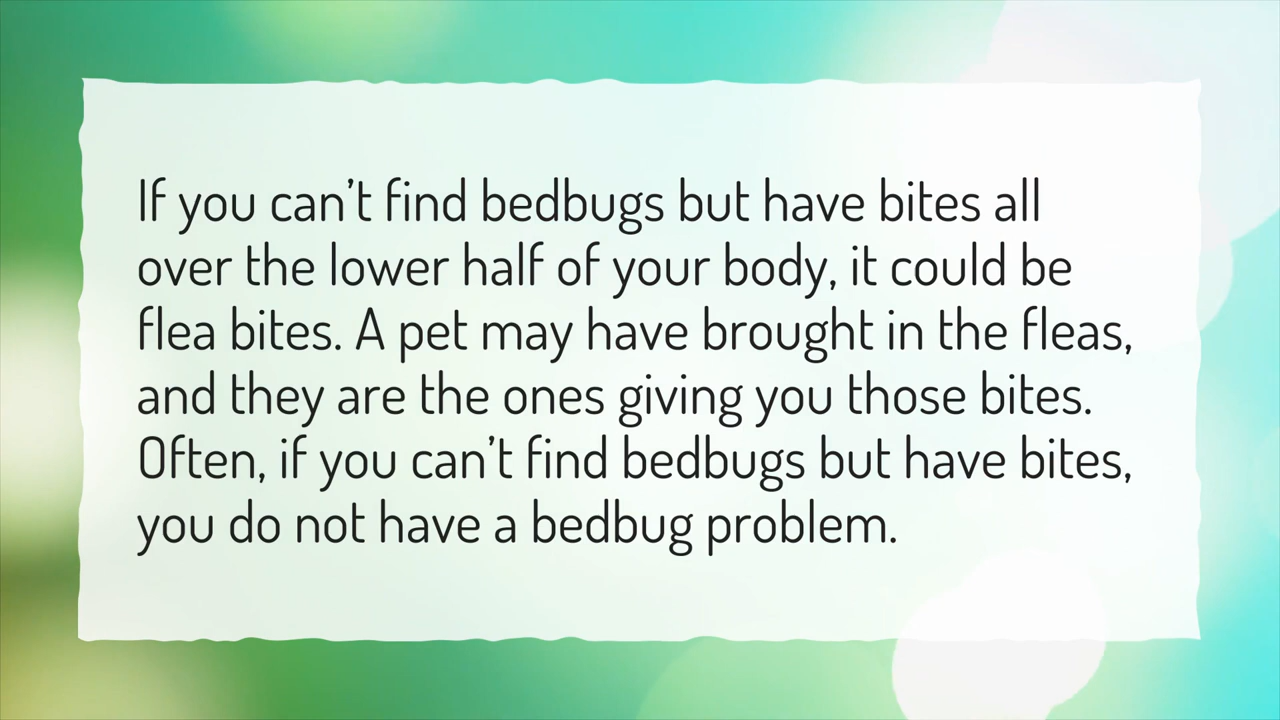 If you can’t find bedbugs but have bites all
over the lower half of your body, it could be
flea bites. A pet may have brought in the fleas,
and they are the ones giving you those bites.
Often, if you can’t find bedbugs but have bites,
you do not have a bedbug problem.